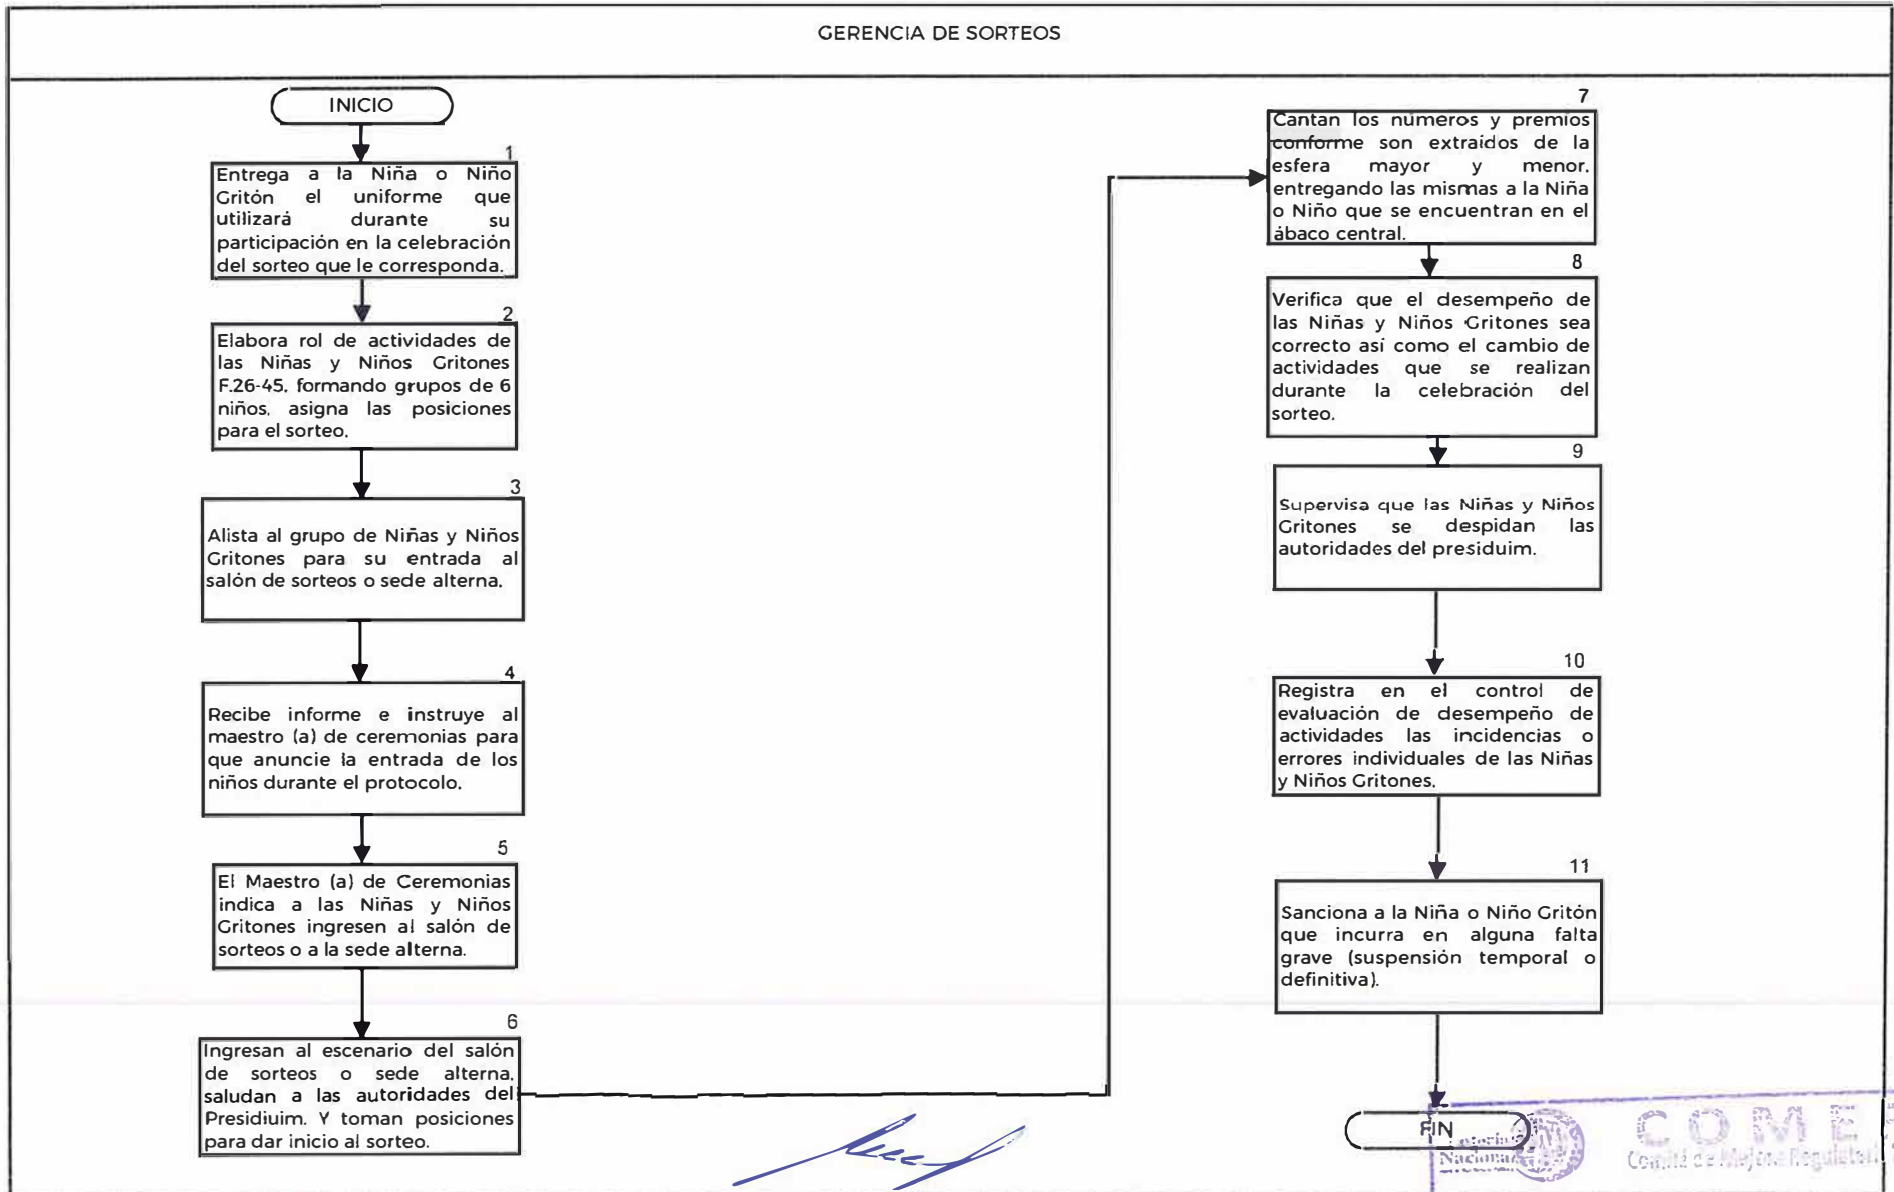 GERENCIA DE SORTEOS
INICIO
1
Entrega a la Niña o Niño
Gritón el uniforme que
utilizará durante su
participación en la celebración
del sorteo que le corresponda.
2
Elabora rol de actividades de
las Niñas y Niños Gritones
F.26-45, formando grupos de 6
niños, asigna las posiciones
para el sorteo.
3
Alista al grupo de Niñas y Niños
Gritones para su entrada al
salón de sorteos o sede alterna.
4
Recibe informe e instruye al
maestro (a) de ceremonias para
que anuncie la entrada de los
niños durante el protocolo.
5
El Maestro (a) de Ceremonias
indica a las Niñas y Niños
Gritones ingresen al salón de
sorteos o a la sede alterna.
6
Ingresan al escenario del salón
de sorteos o sede alterna,
saludan a las autoridades del
Presidiuim. Y toman posiciones
para dar inicio al sorteo.
7
Cantan los números y premios
conforme son extraídos de la
esfera mayor y menor,
entregando las mismas a la Niña
o Niño que se encuentran en el
ábaco central.
8
Verifica que el desempeño de
las Niñas y Niños Gritones sea
correcto así como el cambio de
actividades que se realizan
durante la celebración del
sorteo.
9
Supervisa que las Niñas y Niños
Gritones se despidan las
autoridades del presiduim.
10
Registra en el control de
evaluación de desempeño de
actividades las incidencias o
errores individuales de las Niñas
y Niños Gritones.
11
Sanciona a la Niña o Niño Gritón
que incurra en alguna falta
grave (suspensión temporal o
definitiva).
FIN
Lotería
Nacional
COME
Comité de Mejora Regulatori